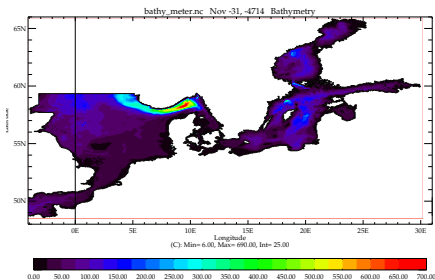 bathy_meter.nc Nov -31, -4714 Bathymetry
65N
60N
55N
50N
0E 5E 10E 15E 20E 25E 30E
Longitude
(C): Min= 6.00, Max= 690.00, Int= 25.00
0.00 50.00 100.00 150.00 200.00 250.00 300.00 350.00 400.00 450.00 500.00 550.00 600.00 650.00 700.00